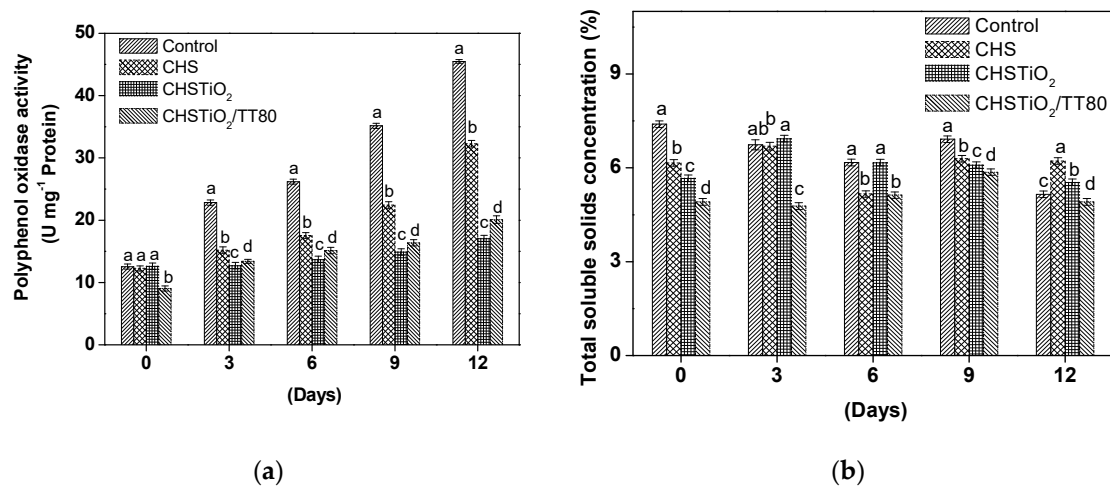 Polyphenol oxidase activity
(U mg⁻¹ Protein)
50
40
30
20
10
0
Control
CHS
CHSTiO₂
CHSTiO₂/TT80
a a a b
a b c d
a b c d
a b c d
a b c d
0 3 6 9 12
(Days)
(a)
Total soluble solids concentration (%)
9
6
3
0
Control
CHS
CHSTiO₂
CHSTiO₂/TT80
a b c d
ab b a c
a b a b
a b c d
c a b d
0 3 6 9 12
(Days)
(b)